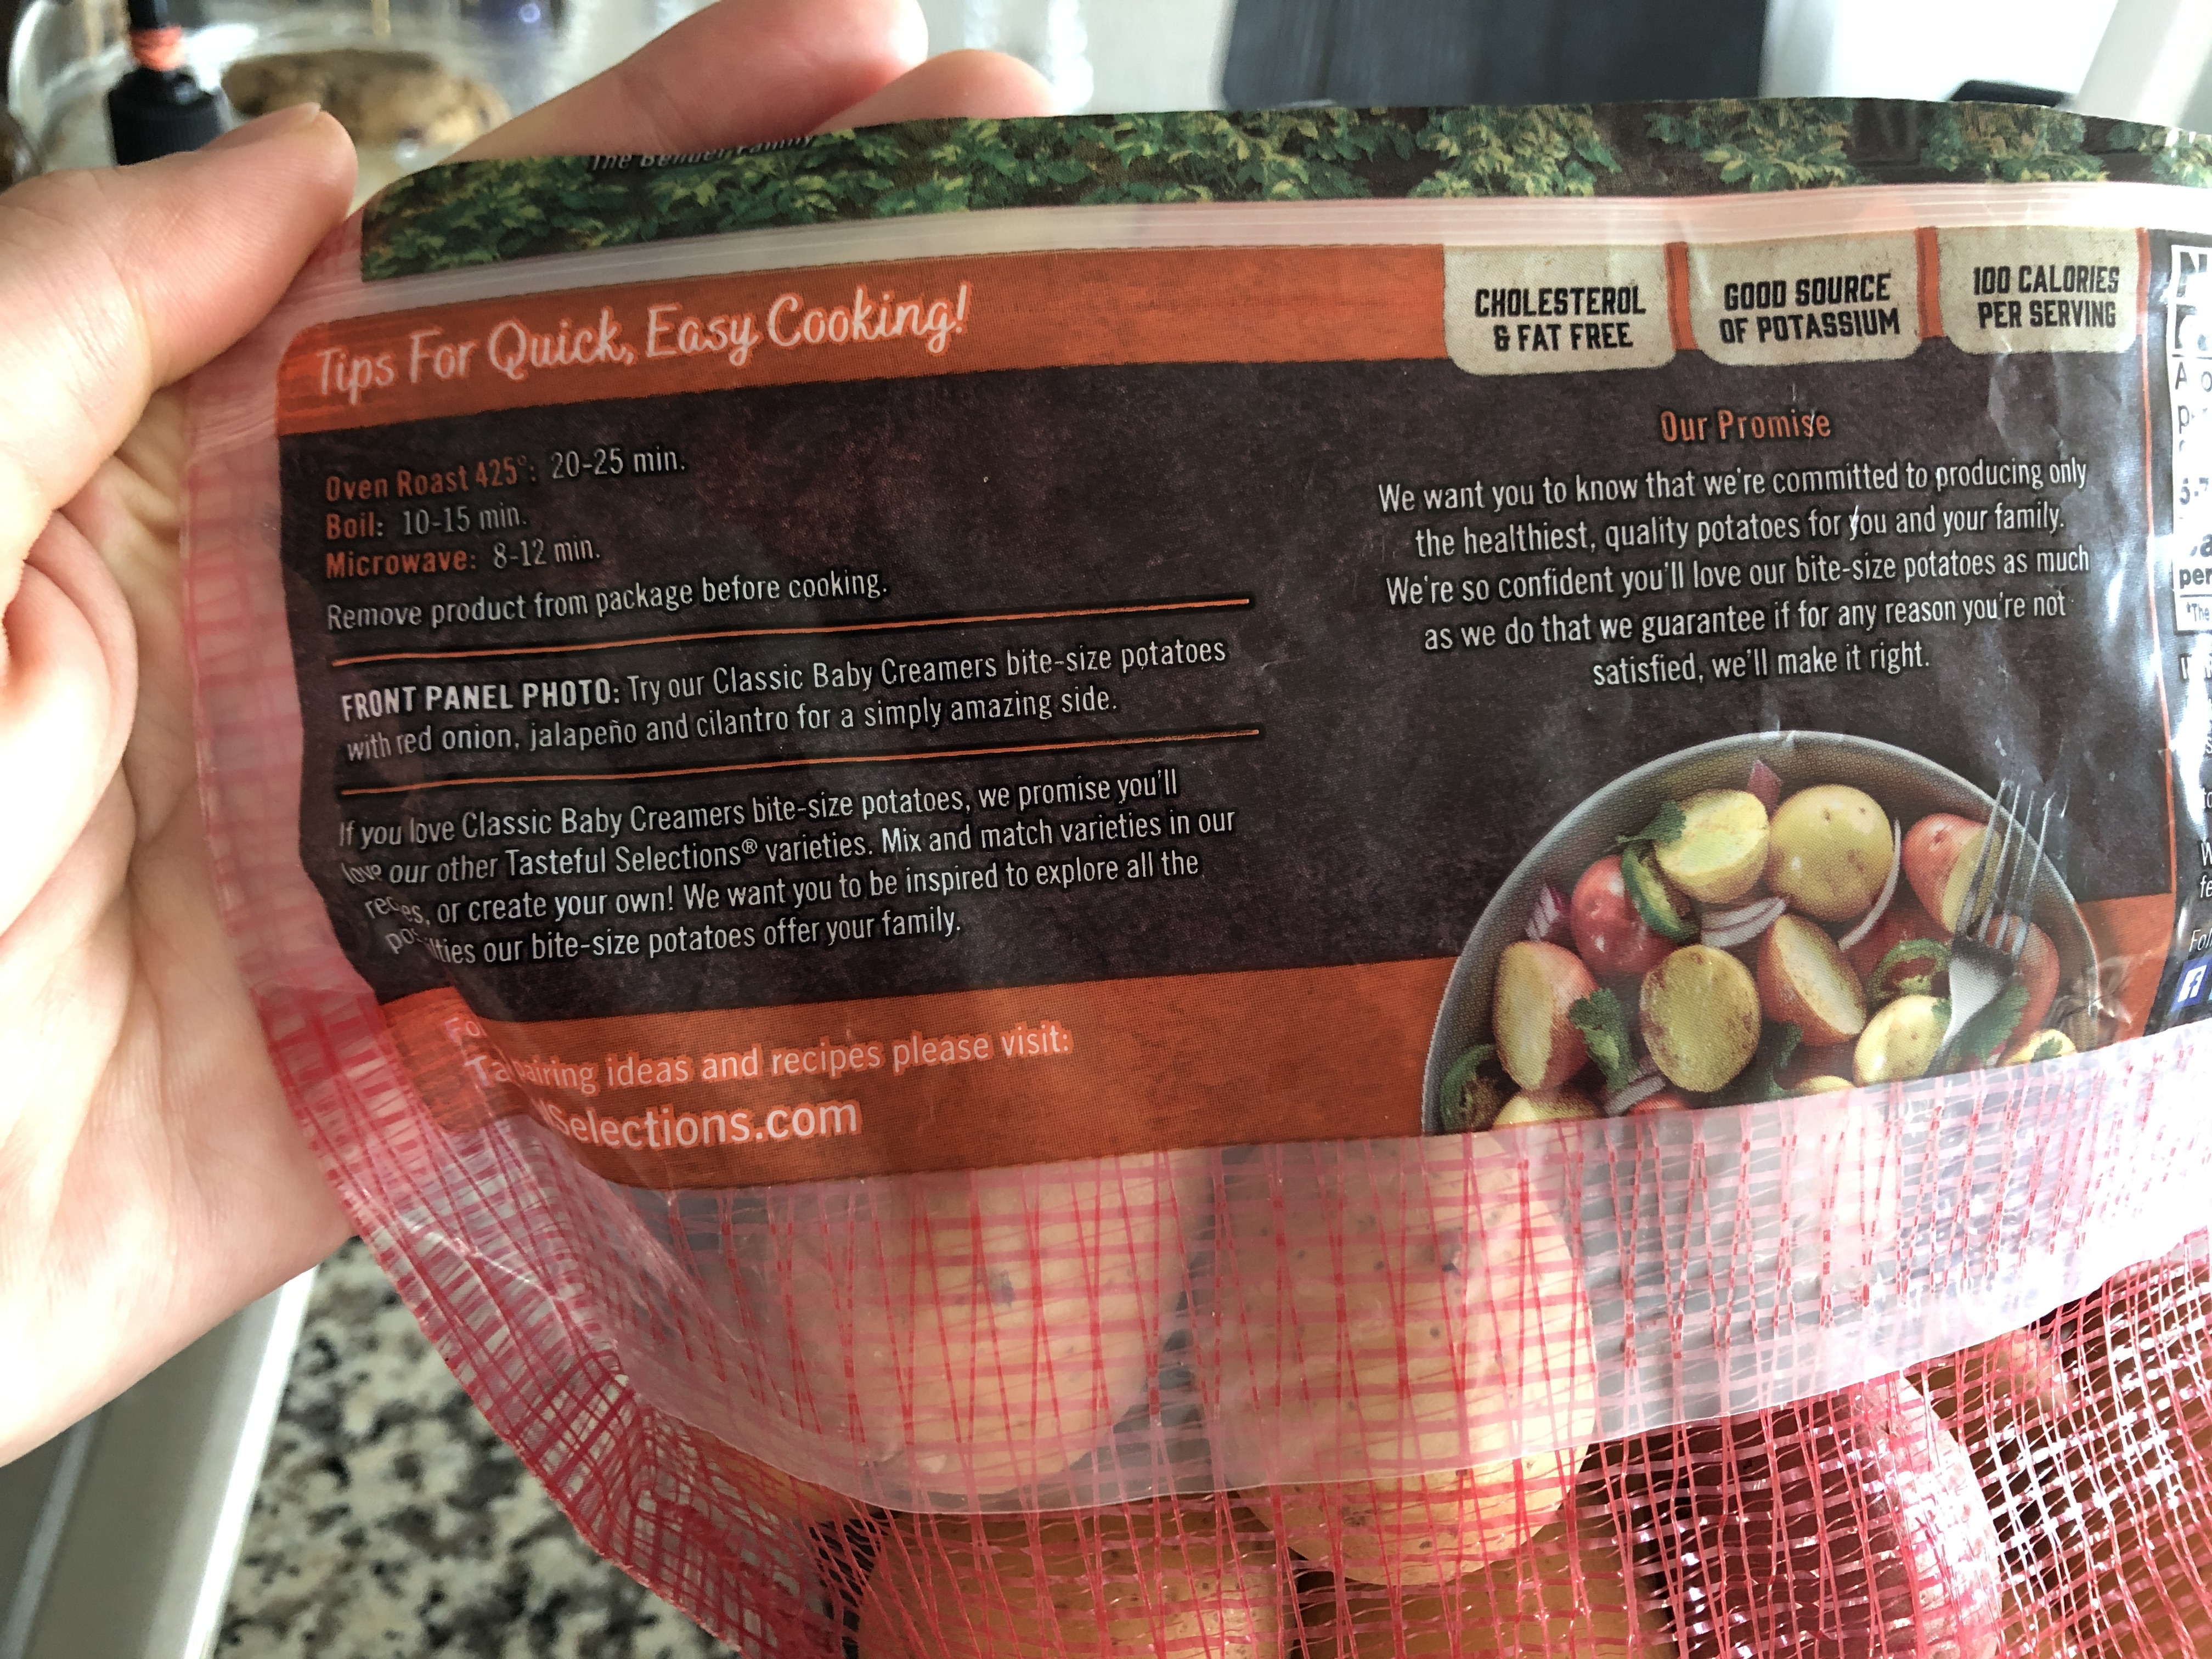 The Bender Family
Tips For Quick, Easy Cooking!
Oven Roast 425°: 20-25 min.
Boil: 10-15 min.
Microwave: 8-12 min.
Remove product from package before cooking.
FRONT PANEL PHOTO: Try our Classic Baby Creamers bite-size potatoes
with red onion, jalapeño and cilantro for a simply amazing side.
If you love Classic Baby Creamers bite-size potatoes, we promise you'll
love our other Tasteful Selections® varieties. Mix and match varieties in our
or create your own! We want you to be inspired to explore all the
our bite-size potatoes offer your family.
ideas and recipes please visit:
Selections.com
CHOLESTEROL
& FAT FREE
GOOD SOURCE
OF POTASSIUM
100 CALORIES
PER SERVING
Our Promise
We want you to know that we're committed to producing only
the healthiest, quality potatoes for you and your family.
We're so confident you'll love our bite-size potatoes as much
as we do that we guarantee if for any reason you're not
satisfied, we'll make it right.